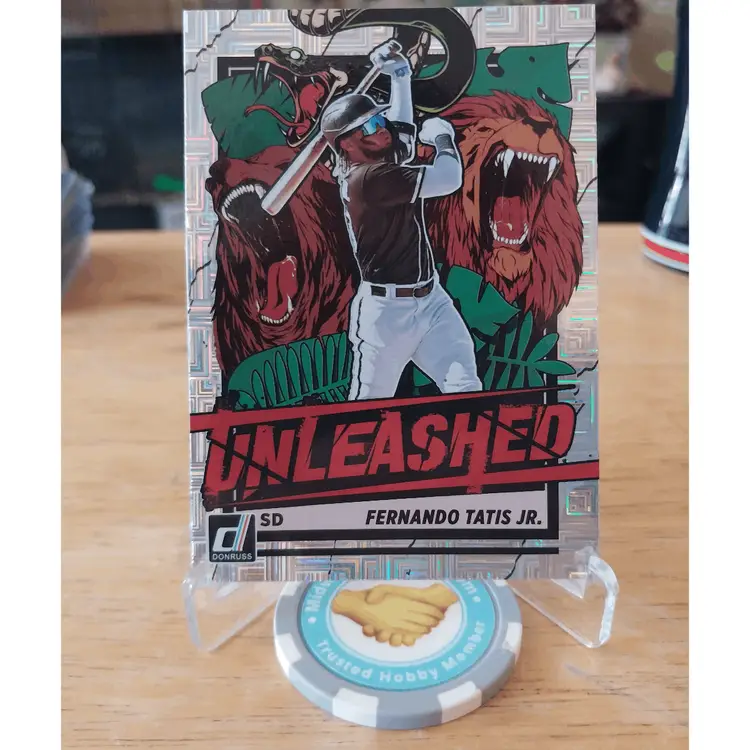 UNLEASHED
SD FERNANDO TATIS JR.
DONRUSS
Trusted Hobby Member